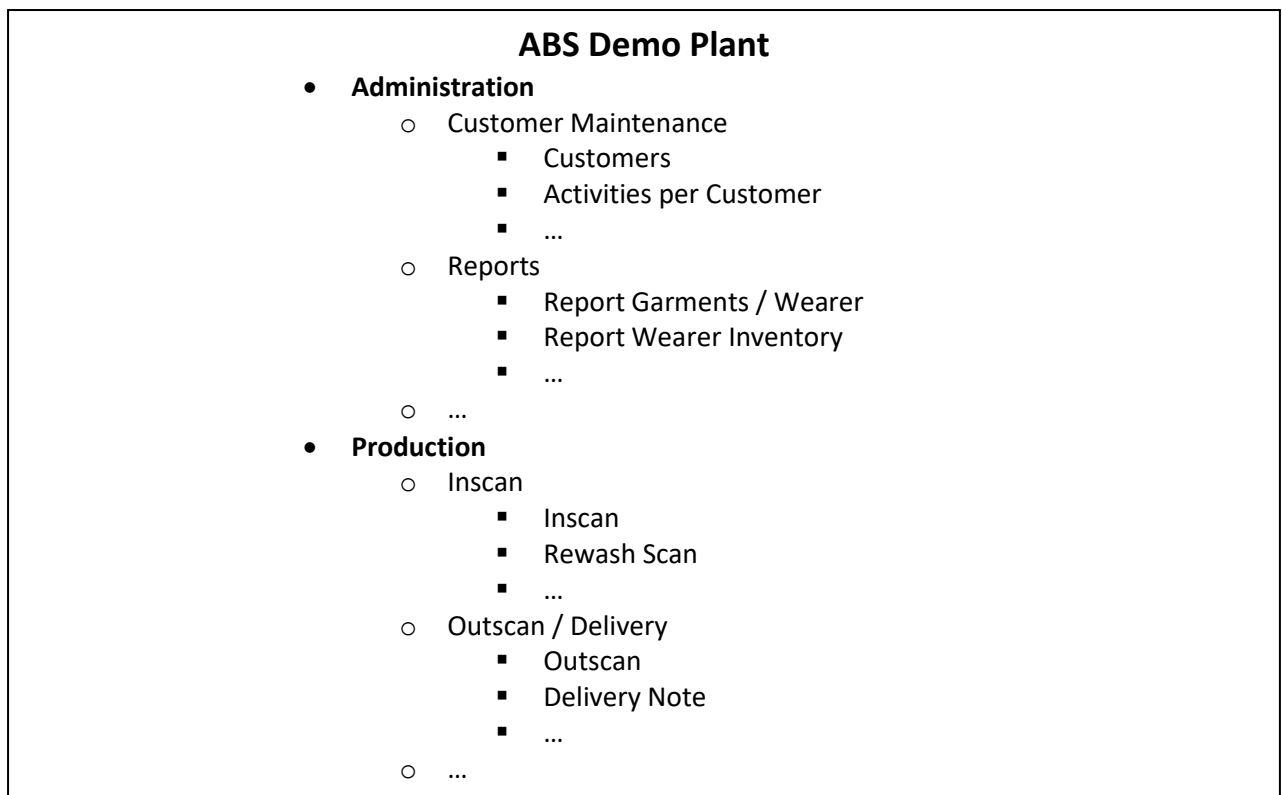 ABS Demo Plant
• Administration
o Customer Maintenance
▪ Customers
▪ Activities per Customer
▪ …
o Reports
▪ Report Garments / Wearer
▪ Report Wearer Inventory
▪ …
o …
• Production
o Inscan
▪ Inscan
▪ Rewash Scan
▪ …
o Outscan / Delivery
▪ Outscan
▪ Delivery Note
▪ …
o …